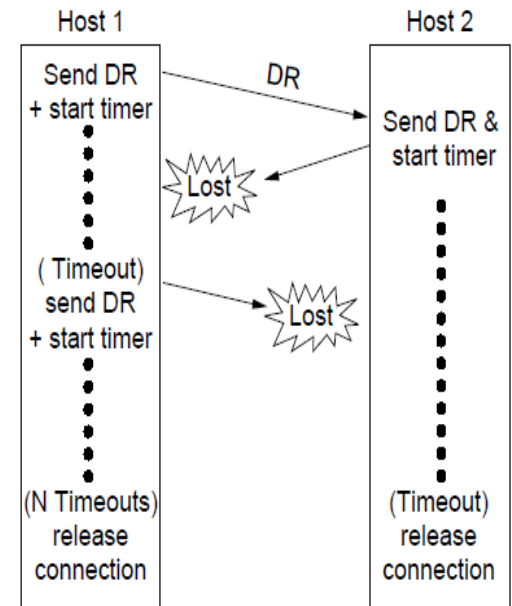 Host 1
Host 2
Send DR
+ start timer
DR
Send DR &
start timer
Lost
( Timeout)
send DR
+ start timer
Lost
(N Timeouts)
release
connection
(Timeout)
release
connection